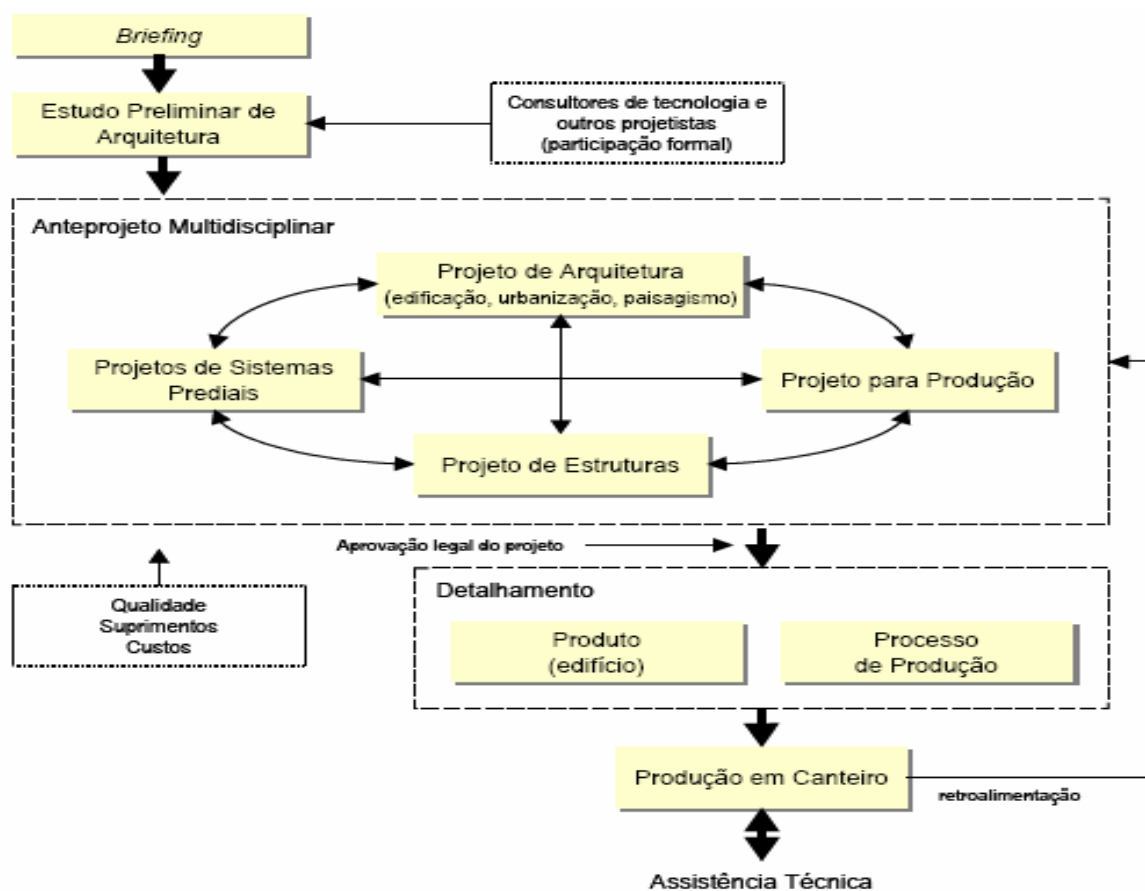 Briefing
Estudo Preliminar de
Arquitetura
Consultores de tecnologia e
outros projetistas
(participação formal)
Anteprojeto Multidisciplinar
Projeto de Arquitetura
(edificação, urbanização, paisagismo)
Projetos de Sistemas
Prediais
Projeto para Produção
Projeto de Estruturas
Aprovação legal do projeto
Qualidade
Suprimentos
Custos
Detalhamento
Produto
(edifício)
Processo
de Produção
Produção em Canteiro
retroalimentação
Assistência Técnica